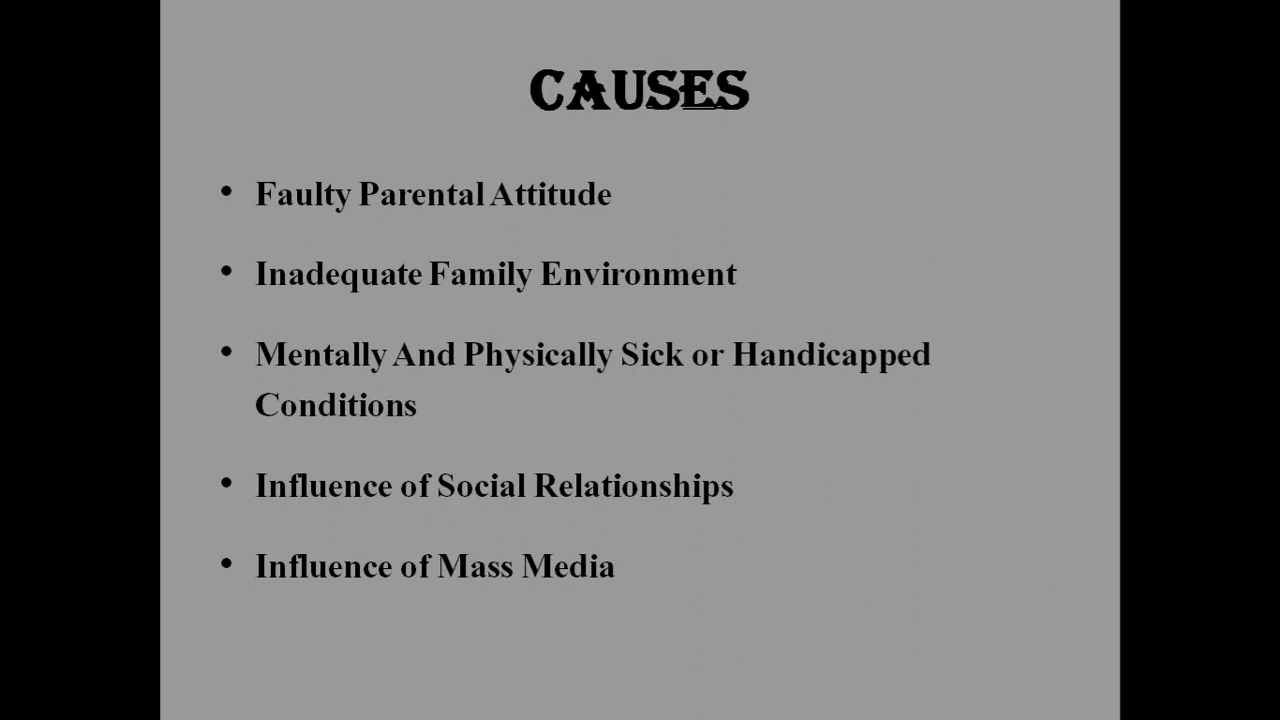 CAUSES
• Faulty Parental Attitude
• Inadequate Family Environment
• Mentally And Physically Sick or Handicapped
Conditions
• Influence of Social Relationships
• Influence of Mass Media